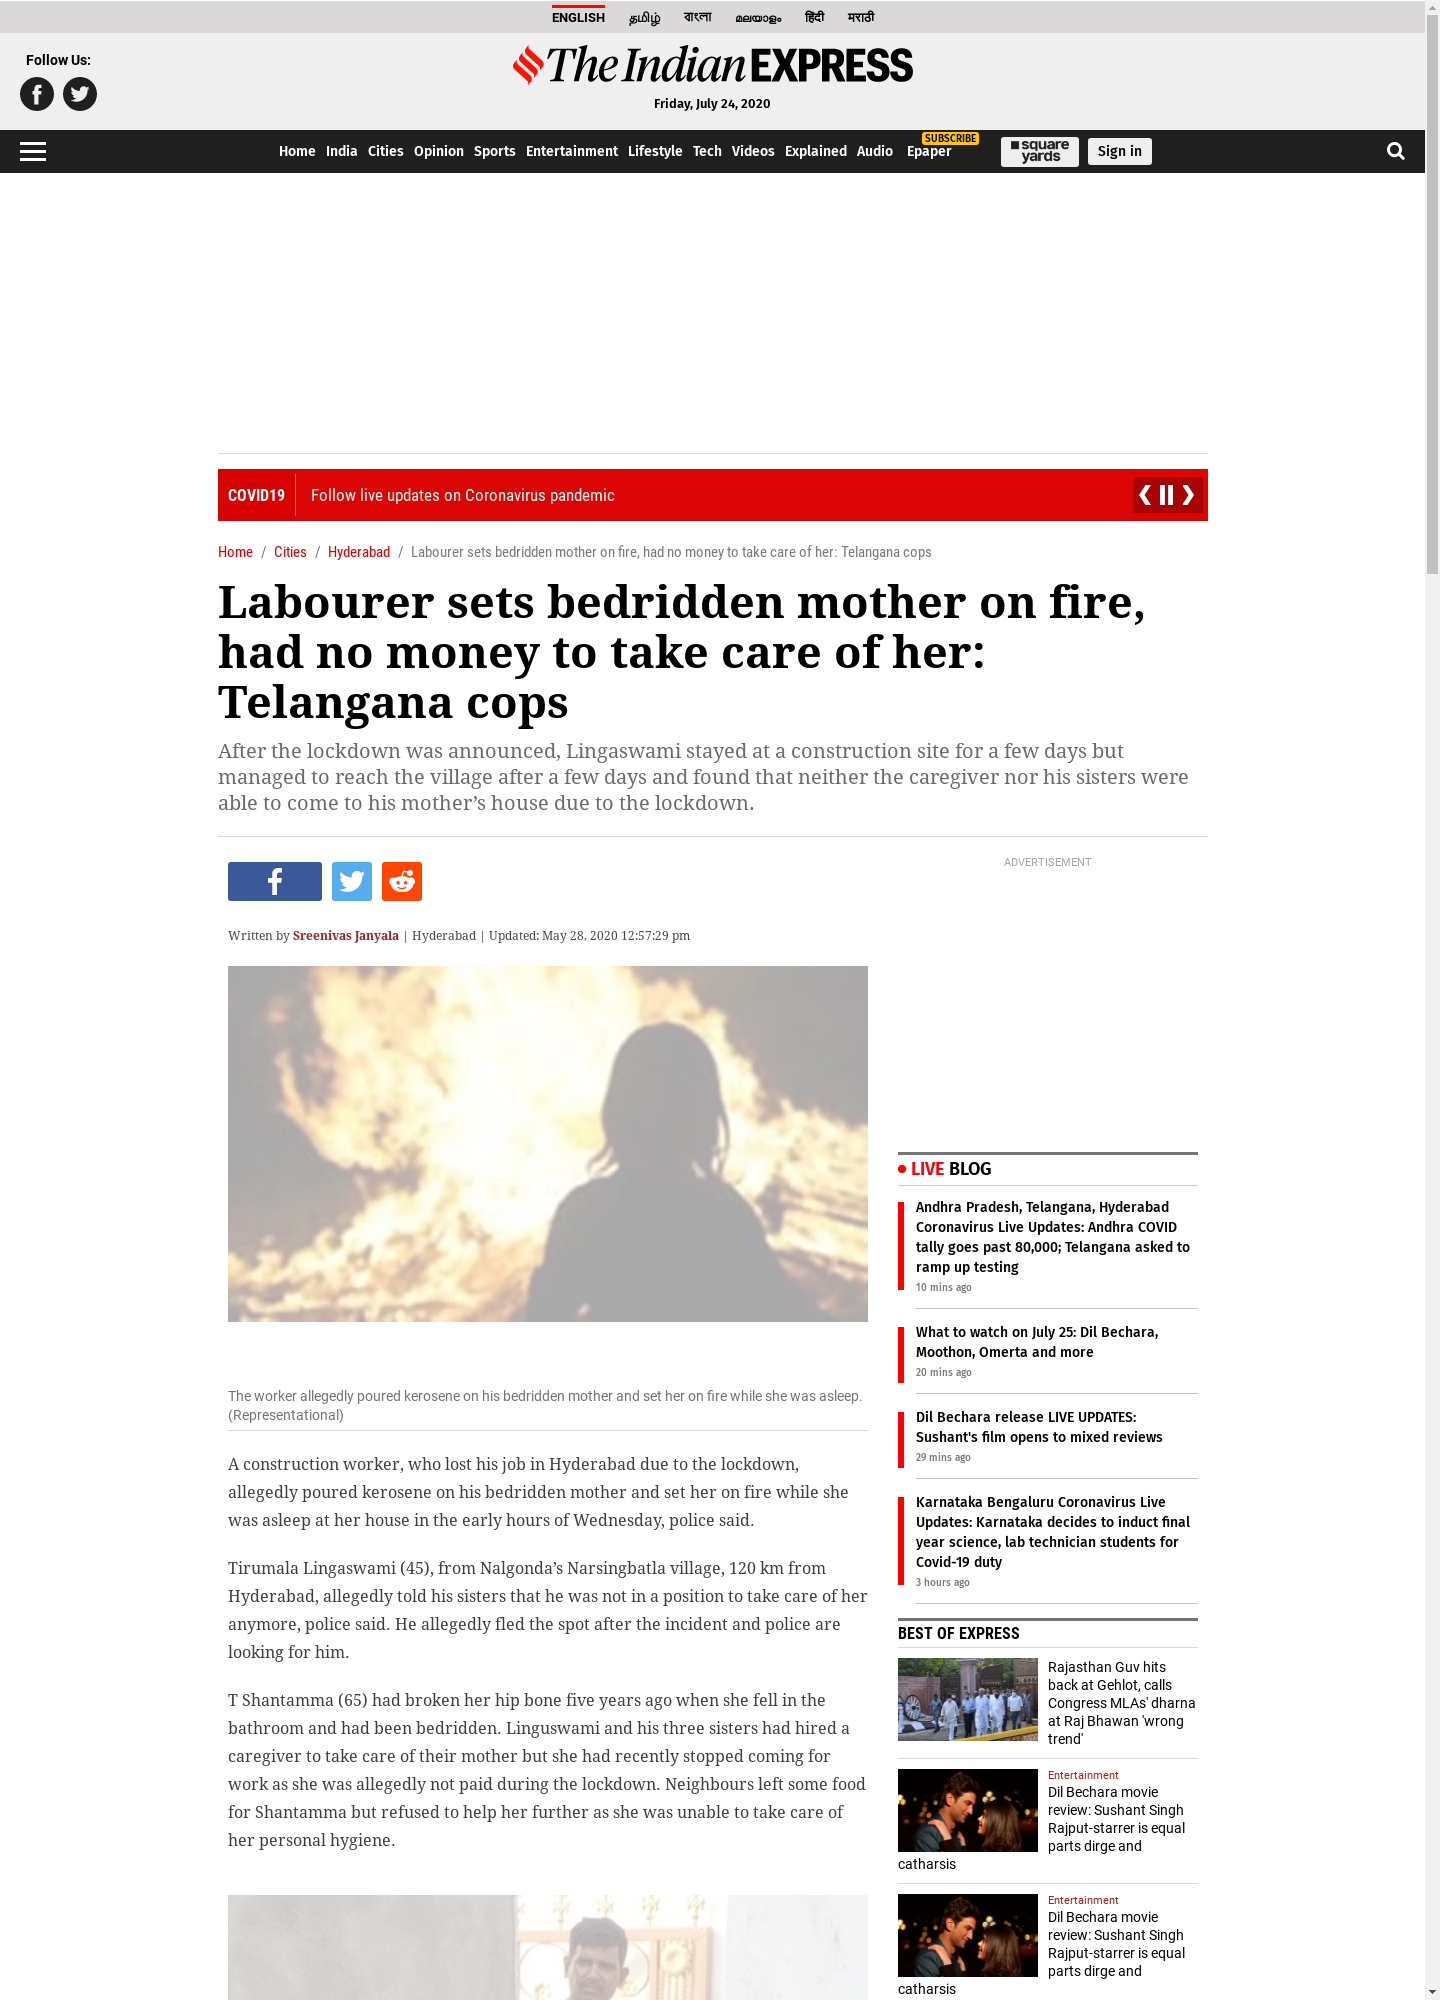 ENGLISH தமிழ் বাংলা മലയാളം हिंदी मराठी
Follow Us:
The Indian EXPRESS
Friday, July 24, 2020
SUBSCRIBE
Home India Cities Opinion Sports Entertainment Lifestyle Tech Videos Explained Audio Epaper square yards Sign in
COVID19 Follow live updates on Coronavirus pandemic
Home / Cities / Hyderabad / Labourer sets bedridden mother on fire, had no money to take care of her: Telangana cops
Labourer sets bedridden mother on fire,
had no money to take care of her:
Telangana cops
After the lockdown was announced, Lingaswami stayed at a construction site for a few days but
managed to reach the village after a few days and found that neither the caregiver nor his sisters were
able to come to his mother’s house due to the lockdown.
Written by Sreenivas Janyala | Hyderabad | Updated: May 28, 2020 12:57:29 pm
The worker allegedly poured kerosene on his bedridden mother and set her on fire while she was asleep.
(Representational)
A construction worker, who lost his job in Hyderabad due to the lockdown,
allegedly poured kerosene on his bedridden mother and set her on fire while she
was asleep at her house in the early hours of Wednesday, police said.
Tirumala Lingaswami (45), from Nalgonda’s Narsingbatla village, 120 km from
Hyderabad, allegedly told his sisters that he was not in a position to take care of her
anymore, police said. He allegedly fled the spot after the incident and police are
looking for him.
T Shantamma (65) had broken her hip bone five years ago when she fell in the
bathroom and had been bedridden. Linguswami and his three sisters had hired a
caregiver to take care of their mother but she had recently stopped coming for
work as she was allegedly not paid during the lockdown. Neighbours left some food
for Shantamma but refused to help her further as she was unable to take care of
her personal hygiene.
ADVERTISEMENT
LIVE BLOG
Andhra Pradesh, Telangana, Hyderabad
Coronavirus Live Updates: Andhra COVID
tally goes past 80,000; Telangana asked to
ramp up testing
10 mins ago
What to watch on July 25: Dil Bechara,
Moothon, Omerta and more
20 mins ago
Dil Bechara release LIVE UPDATES:
Sushant's film opens to mixed reviews
29 mins ago
Karnataka Bengaluru Coronavirus Live
Updates: Karnataka decides to induct final
year science, lab technician students for
Covid-19 duty
3 hours ago
BEST OF EXPRESS
Rajasthan Guv hits
back at Gehlot, calls
Congress MLAs' dharna
at Raj Bhawan 'wrong
trend'
Entertainment
Dil Bechara movie
review: Sushant Singh
Rajput-starrer is equal
parts dirge and
catharsis
Entertainment
Dil Bechara movie
review: Sushant Singh
Rajput-starrer is equal
parts dirge and
catharsis